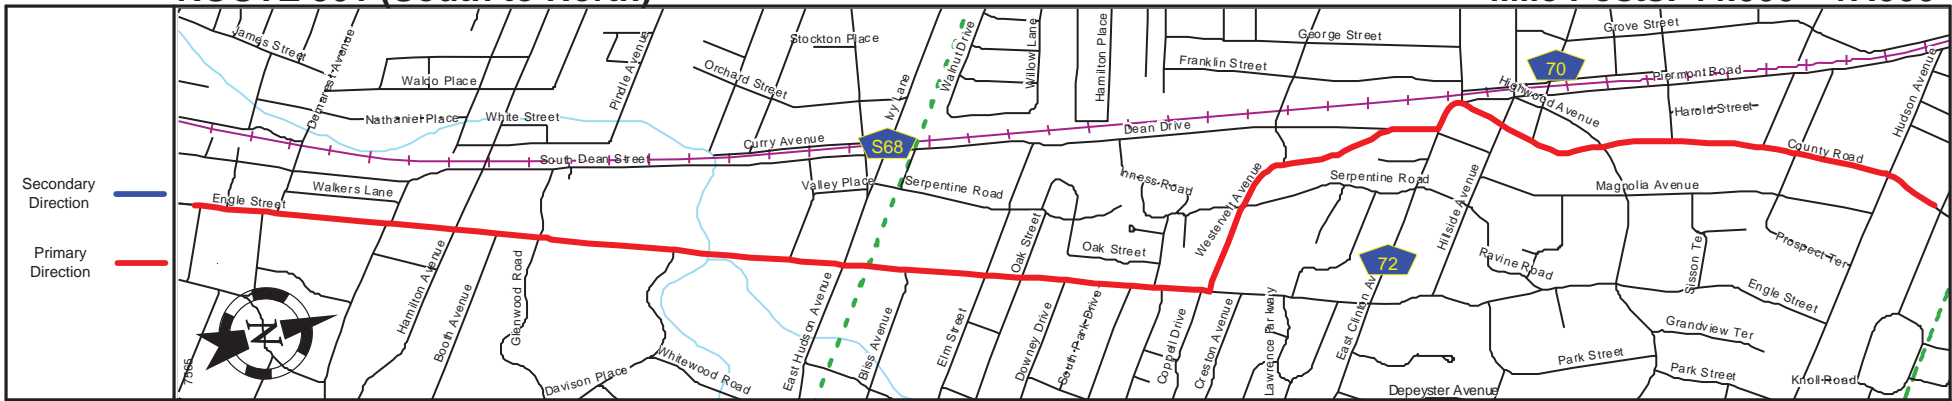 Secondary
Direction
Primary
Direction
James Street
Demarest Avenue
Waldo Place
Nathaniel Place
White Street
Pindle Avenue
Orchard Street
Stockton Place
Ivy Lane
Walnut Drive
Willow Lane
Hamilton Place
Franklin Street
George Street
Grove Street
70
Piermont Road
Highwood Avenue
Harold Street
Hudson Avenue
County Road
Curry Avenue
S68
Dean Drive
South Dean Street
Walkers Lane
Engle Street
Valley Place
Serpentine Road
Inness Road
Westervelt Avenue
Serpentine Road
Magnolia Avenue
Hillside Avenue
Oak Street
Oak Street
72
Ravine Road
Sisson Te
Prospect Ter
Engle Street
Hamilton Avenue
Booth Avenue
Glenwood Road
East Hudson Avenue
Bliss Avenue
Elm Street
Downey Drive
South Park Drive
Coppel Drive
Creston Avenue
Lawrence Parkway
East Clinton Av
Grandview Ter
Park Street
Park Street
Knoll Road
Depeyster Avenue
Davison Place
Whitewood Road
N
7565